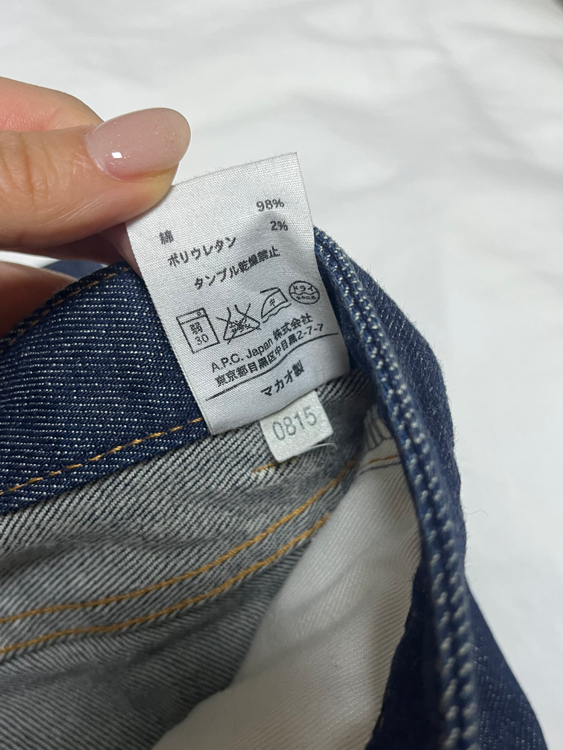 綿 98%
ポリウレタン 2%
タンブル乾燥禁止
弱
30
ドライ
A.P.C. Japan 株式会社
東京都目黒区中目黒2-7-7
マカオ製
0815